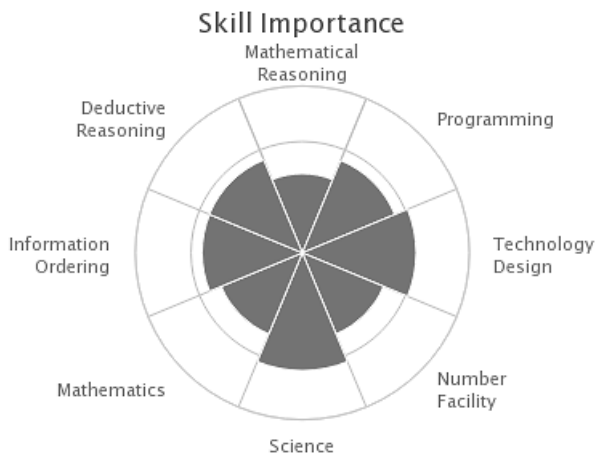 Skill Importance
Mathematical
Reasoning
Deductive
Reasoning
Programming
Information
Ordering
Technology
Design
Mathematics
Number
Facility
Science